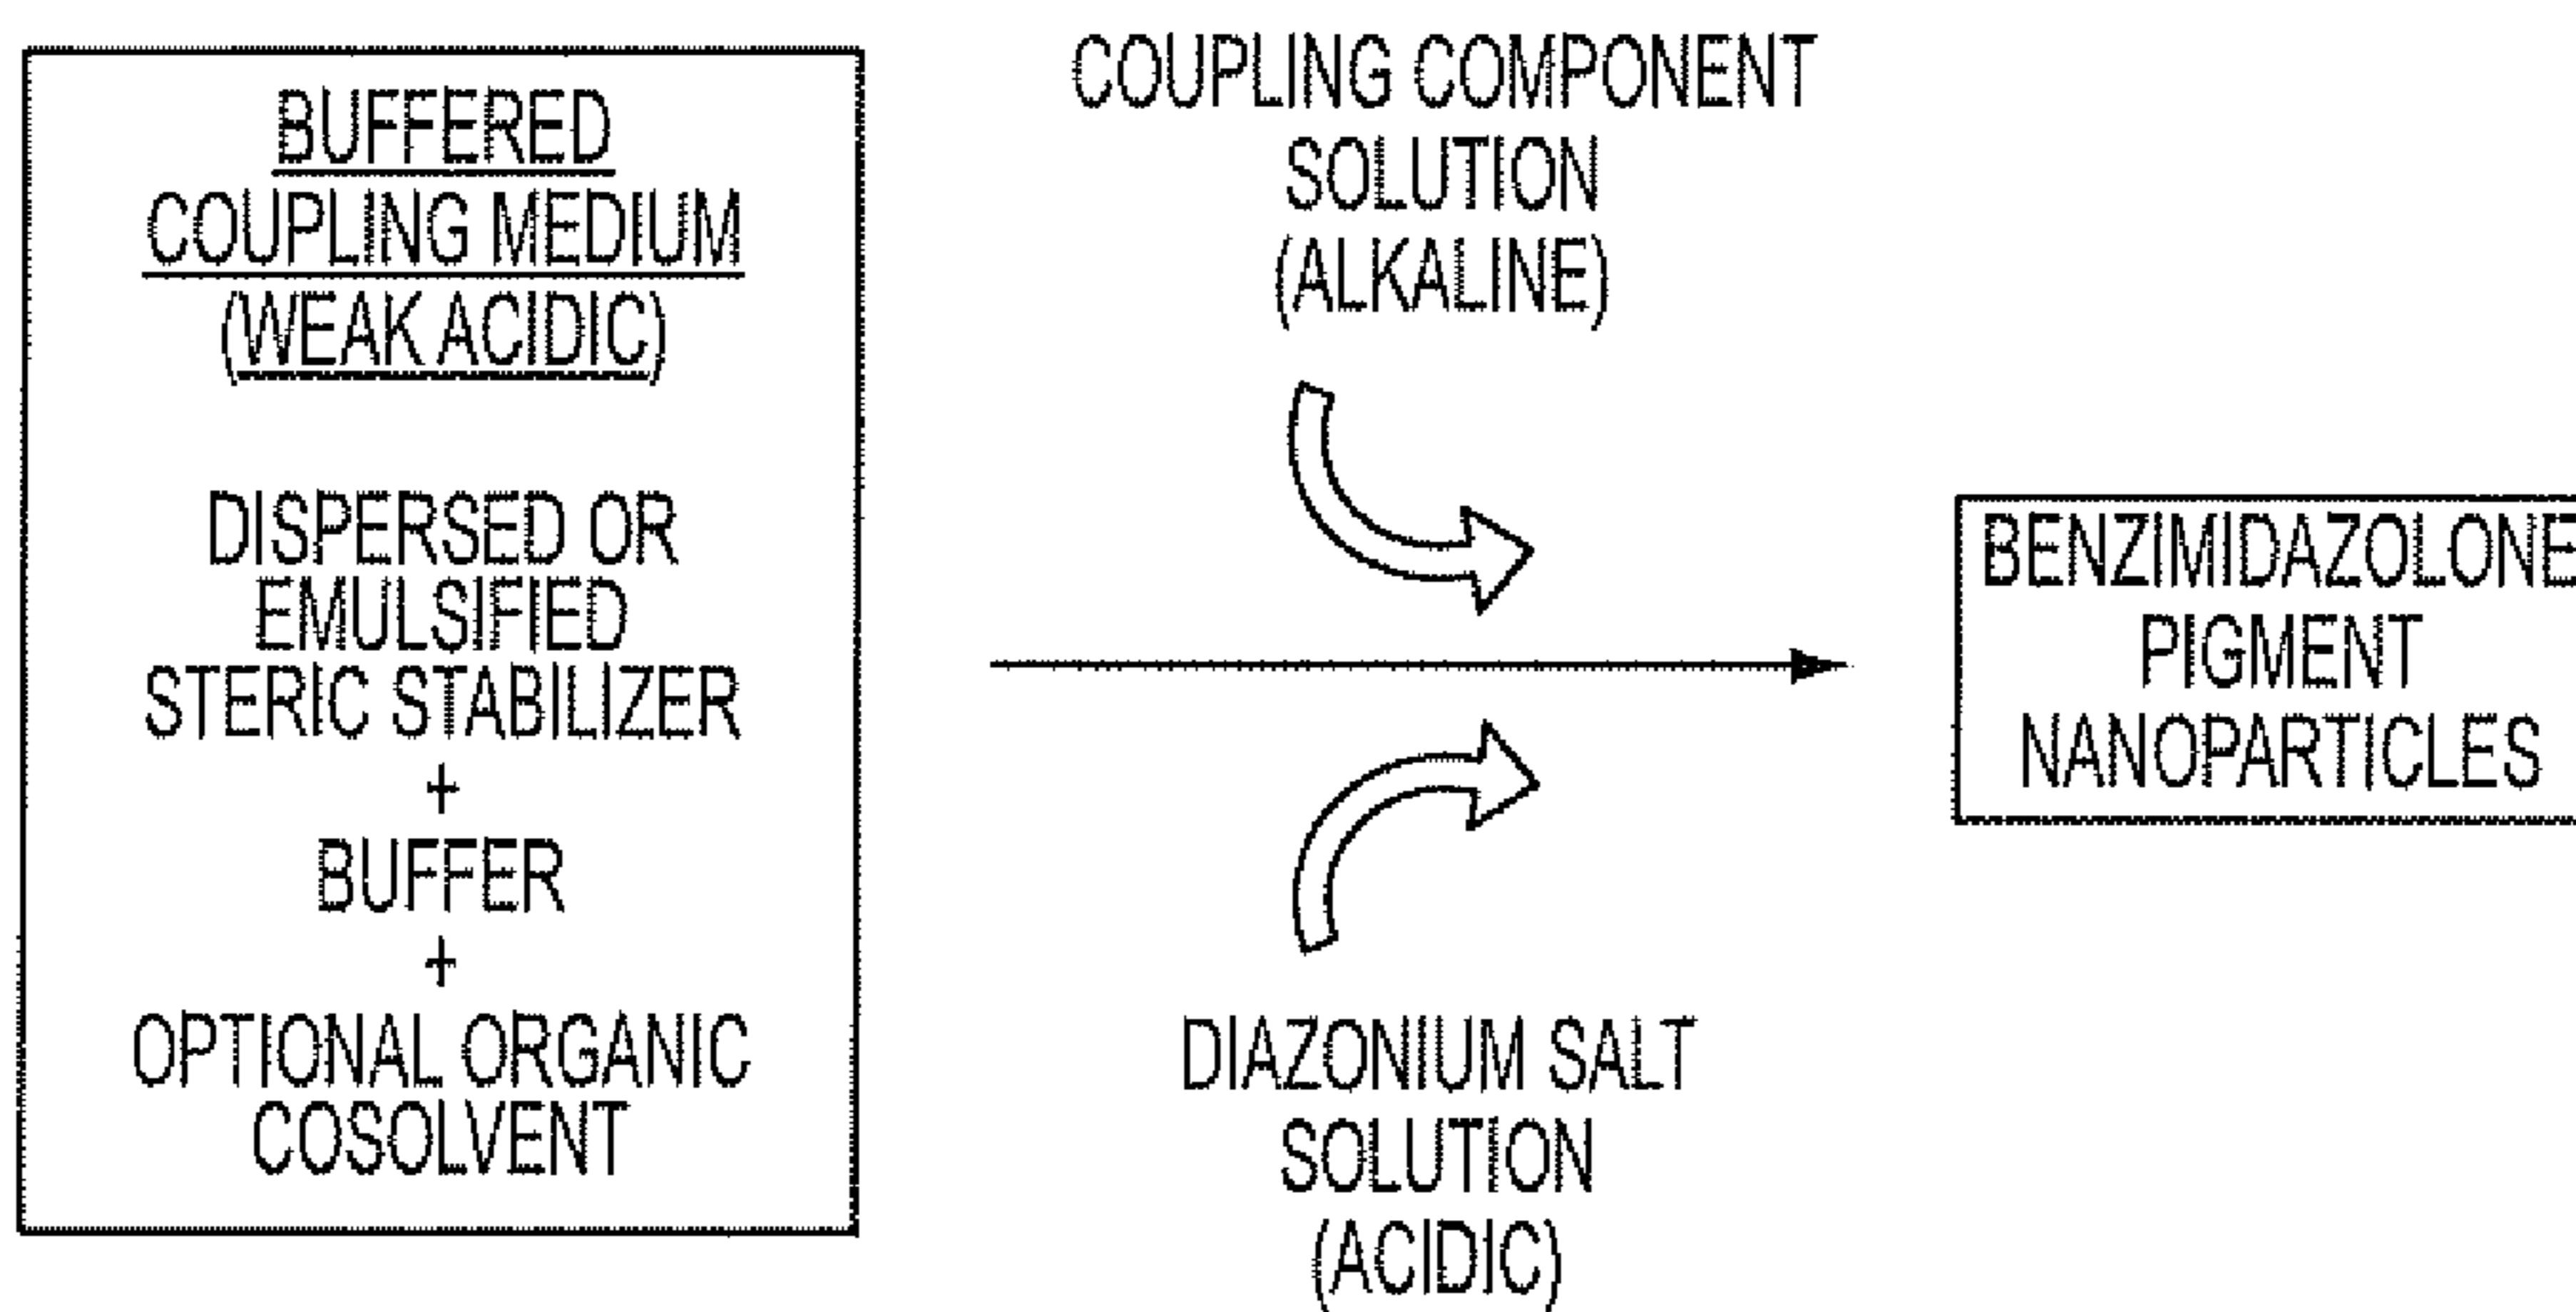 BUFFERED
COUPLING MEDIUM
(WEAK ACIDIC)
DISPERSED OR
EMULSIFIED
STERIC STABILIZER
+
BUFFER
+
OPTIONAL ORGANIC
COSOLVENT
COUPLING COMPONENT
SOLUTION
(ALKALINE)
DIAZONIUM SALT
SOLUTION
(ACIDIC)
BENZIMIDAZOLONE
PIGMENT
NANOPARTICLES